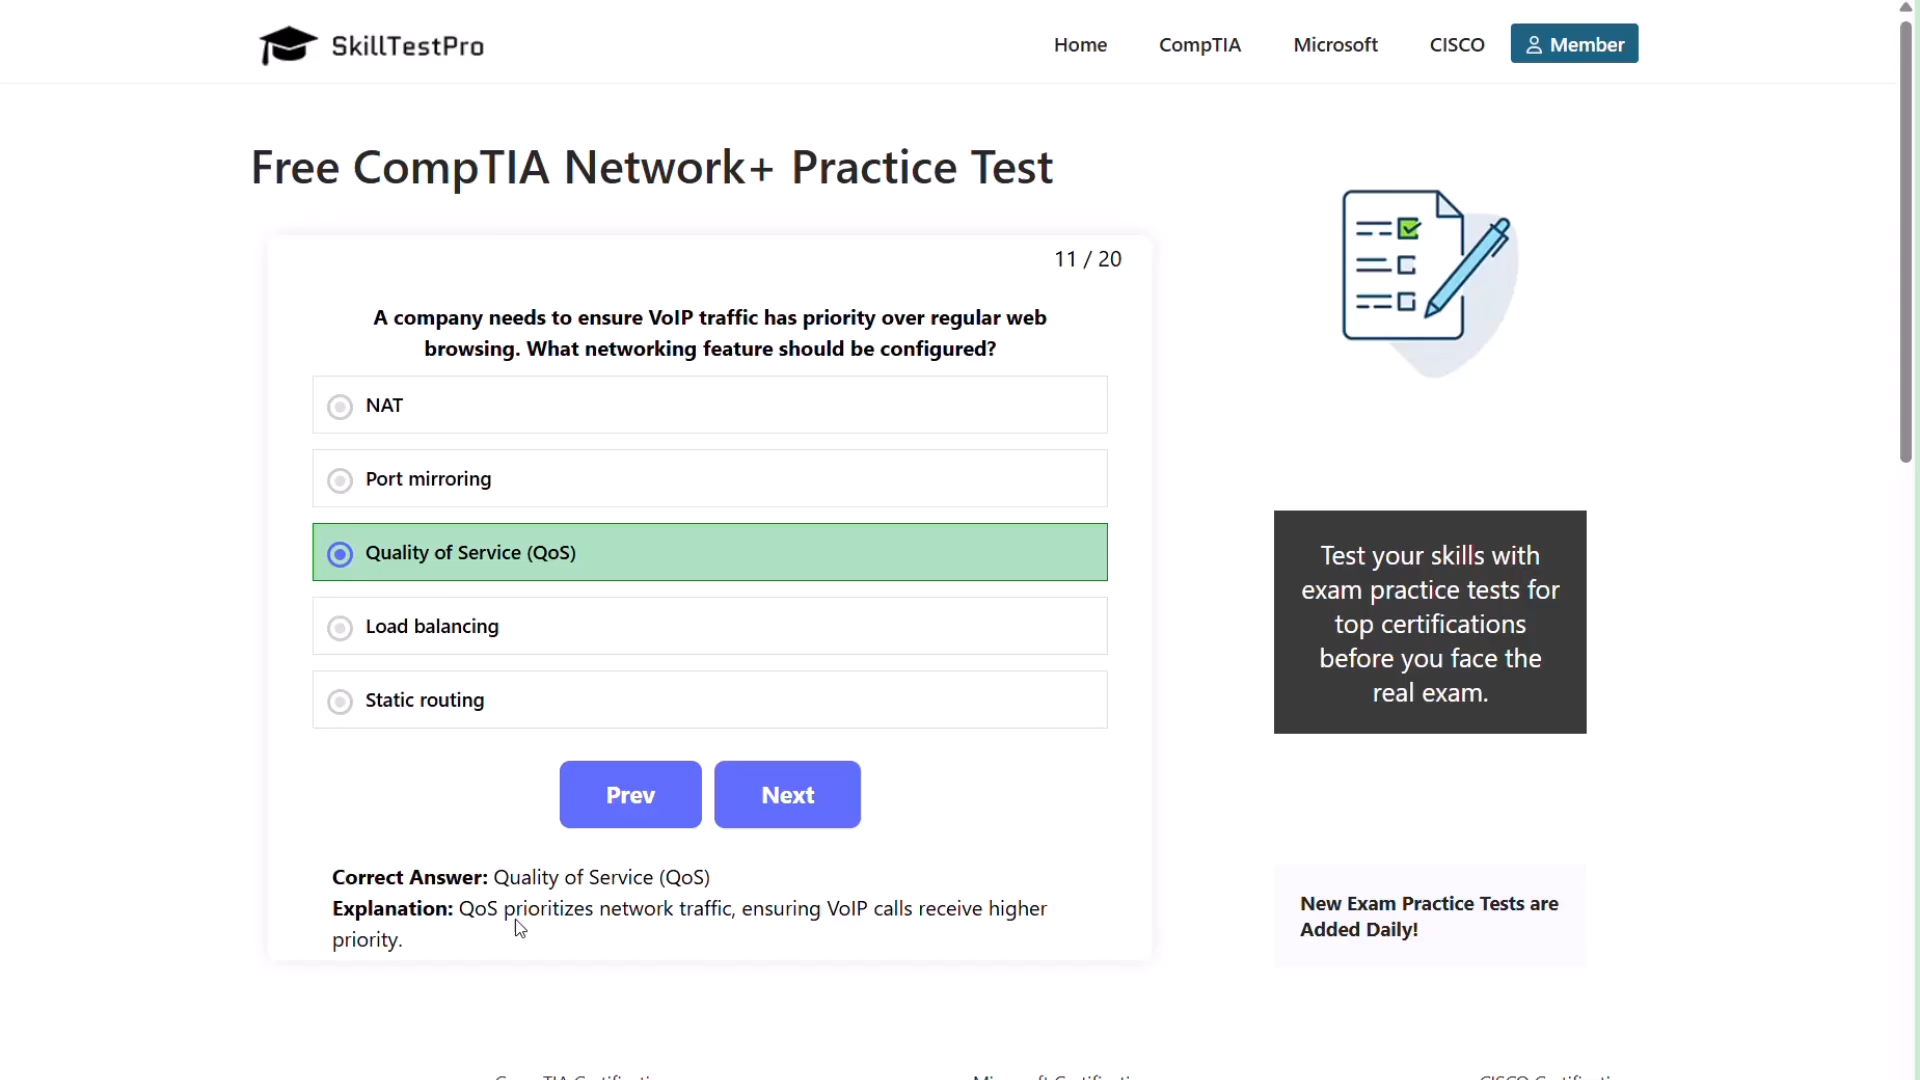 SkillTestPro
Home
CompTIA
Microsoft
CISCO
Member
Free CompTIA Network+ Practice Test
11 / 20
A company needs to ensure VoIP traffic has priority over regular web
browsing. What networking feature should be configured?
NAT
Port mirroring
Quality of Service (QoS)
Load balancing
Static routing
Prev
Next
Correct Answer: Quality of Service (QoS)
Explanation: QoS prioritizes network traffic, ensuring VoIP calls receive higher
priority.
Test your skills with
exam practice tests for
top certifications
before you face the
real exam.
New Exam Practice Tests are
Added Daily!